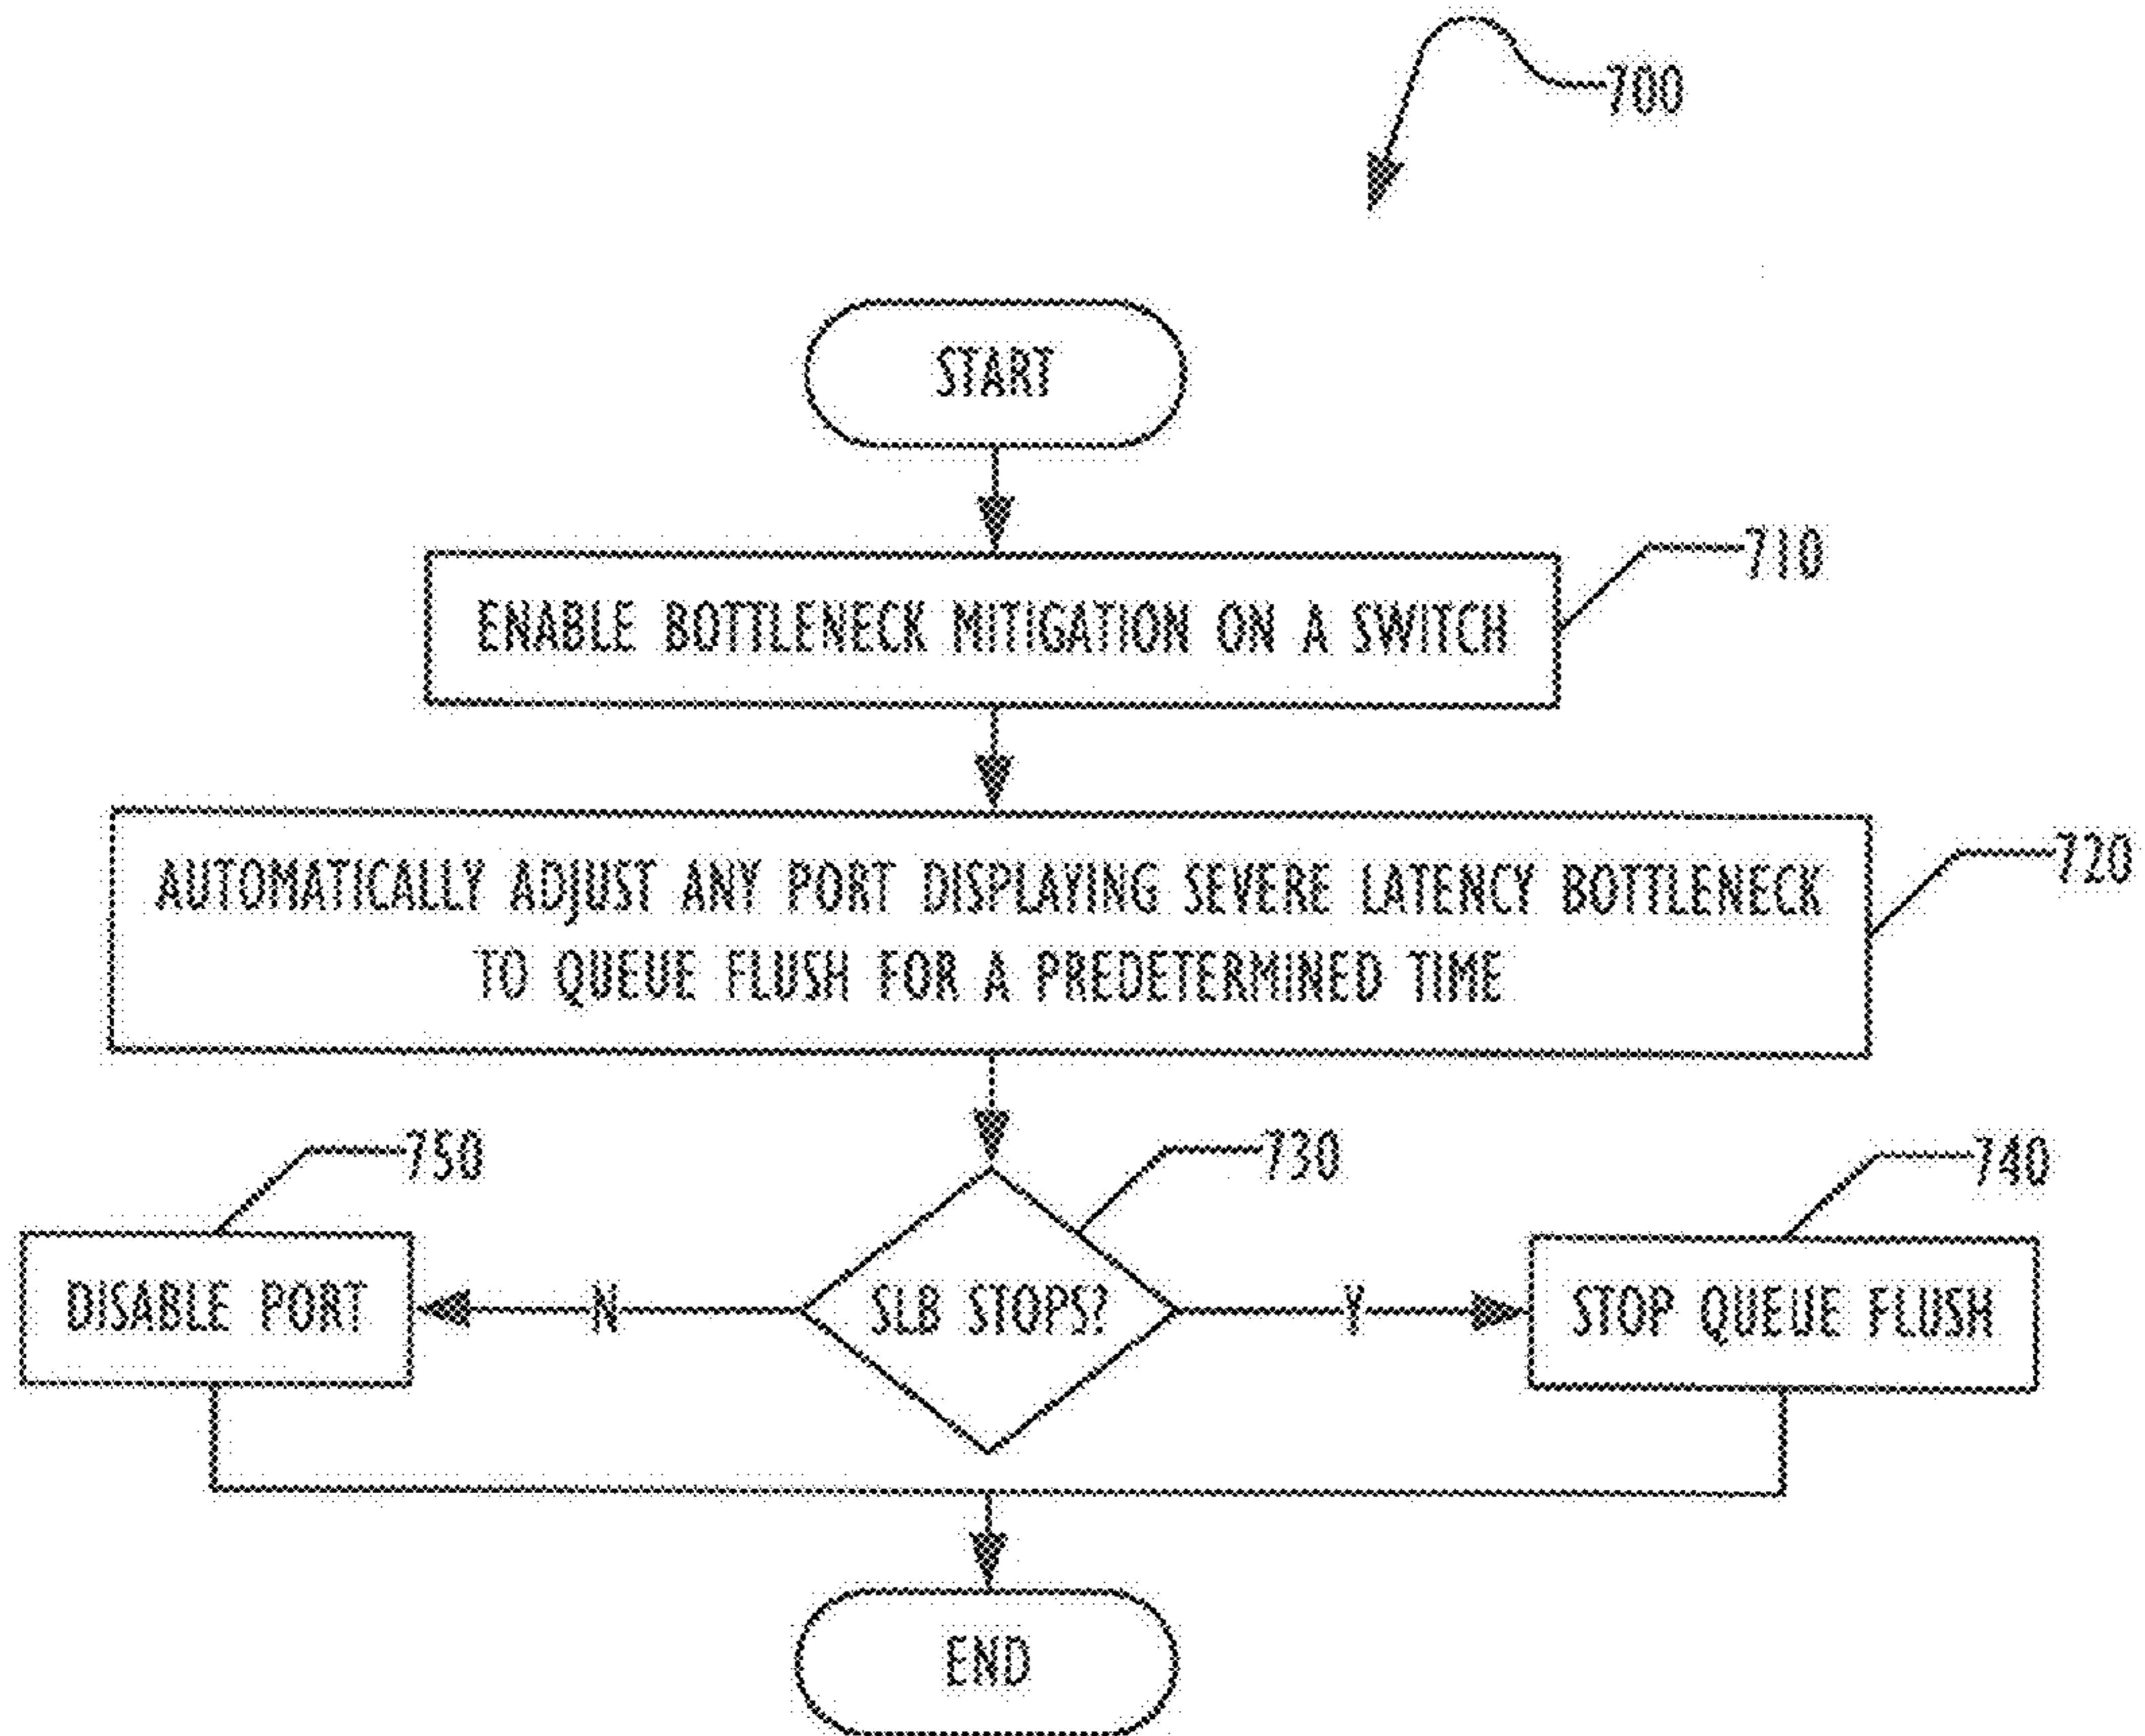 700
START
ENABLE BOTTLENECK MITIGATION ON A SWITCH
710
AUTOMATICALLY ADJUST ANY PORT DISPLAYING SEVERE LATENCY BOTTLENECK
TO QUEUE FLUSH FOR A PREDETERMINED TIME
720
750
730
740
DISABLE PORT
N
SLB STOPS?
Y
STOP QUEUE FLUSH
END